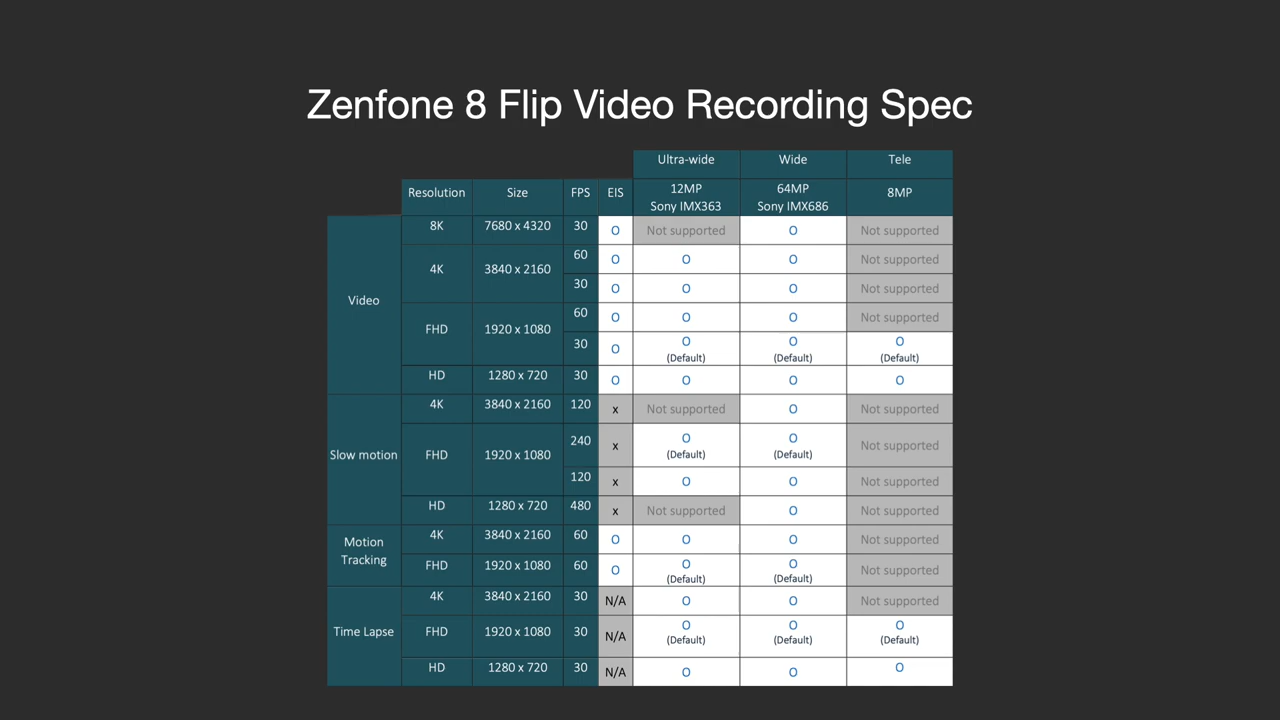 Zenfone 8 Flip Video Recording Spec
Ultra-wide Wide Tele
Resolution Size FPS EIS 12MP Sony IMX363 64MP Sony IMX686 8MP
Video 8K 7680 x 4320 30 O Not supported O Not supported
4K 3840 x 2160 60 O O O Not supported
30 O O O Not supported
FHD 1920 x 1080 60 O O O Not supported
30 O O (Default) O (Default) O (Default)
HD 1280 x 720 30 O O O O
Slow motion 4K 3840 x 2160 120 x Not supported O Not supported
FHD 1920 x 1080 240 x O (Default) O (Default) Not supported
120 x O O Not supported
HD 1280 x 720 480 x Not supported O Not supported
Motion Tracking 4K 3840 x 2160 60 O O O Not supported
FHD 1920 x 1080 60 O O (Default) O (Default) Not supported
Time Lapse 4K 3840 x 2160 30 N/A O O Not supported
FHD 1920 x 1080 30 N/A O (Default) O (Default) O (Default)
HD 1280 x 720 30 N/A O O O